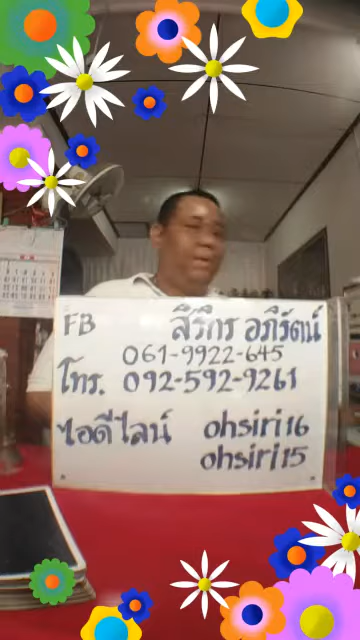 FB สิริกร อภิรัตน์
061-9922-645
โทร. 092-592-9261
ไอดีไลน์ ohsiri16
ohsiri15